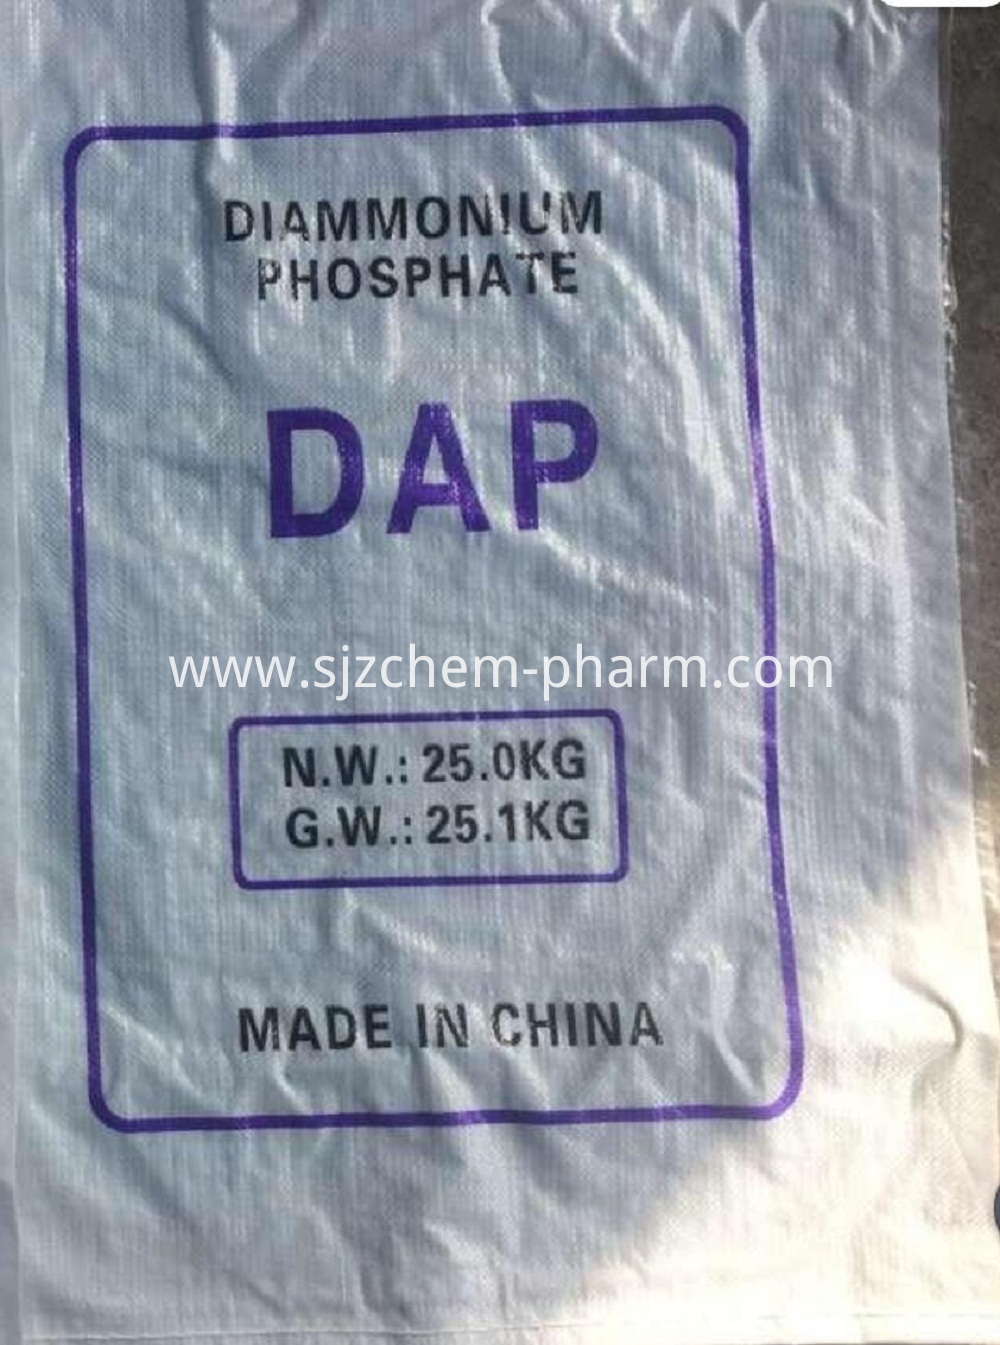 DIAMMONIUM
PHOSPHATE
DAP
www.sjzchem-pharm.com
N.W.: 25.0KG
G.W.: 25.1KG
MADE IN CHINA